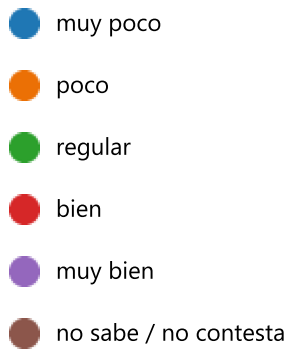 muy poco
poco
regular
bien
muy bien
no sabe / no contesta